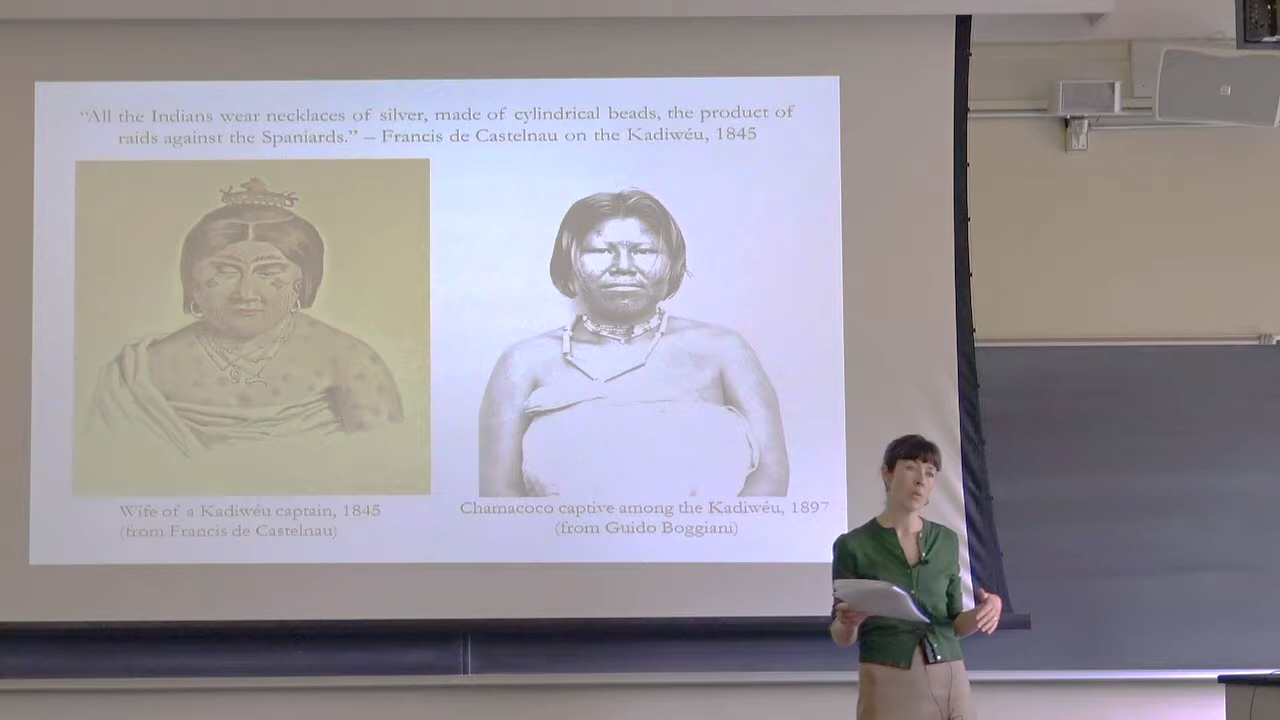 “All the Indians wear necklaces of silver, made of cylindrical beads, the product of
raids against the Spaniards.” – Francis de Castelnau on the Kadiwéu, 1845
Wife of a Kadiwéu captain, 1845
(from Francis de Castelnau)
Chamacoco captive among the Kadiwéu, 1897
(from Guido Boggiani)